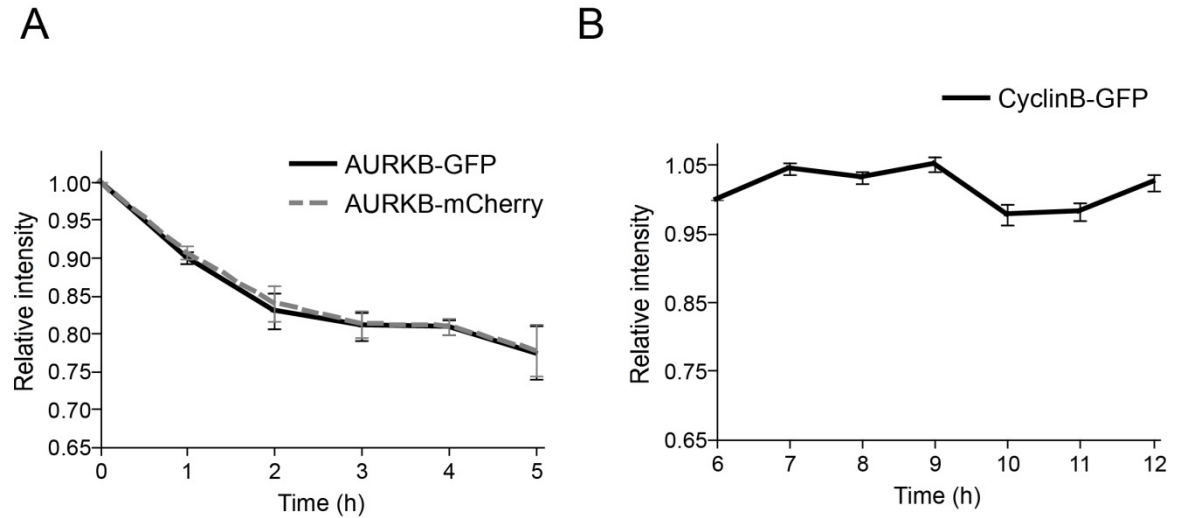 A
AURKB-GFP
AURKB-mCherry
Relative intensity
1.00
0.95
0.90
0.85
0.80
0.75
0.70
0.65
0 1 2 3 4 5
Time (h)
B
CyclinB-GFP
Relative intensity
1.05
0.95
0.85
0.75
0.65
6 7 8 9 10 11 12
Time (h)